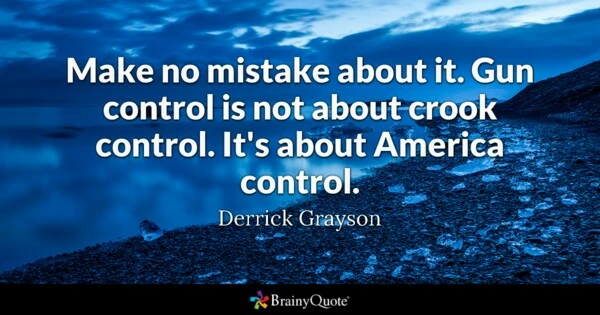 Make no mistake about it. Gun
control is not about crook
control. It's about America
control.
Derrick Grayson
BrainyQuote®